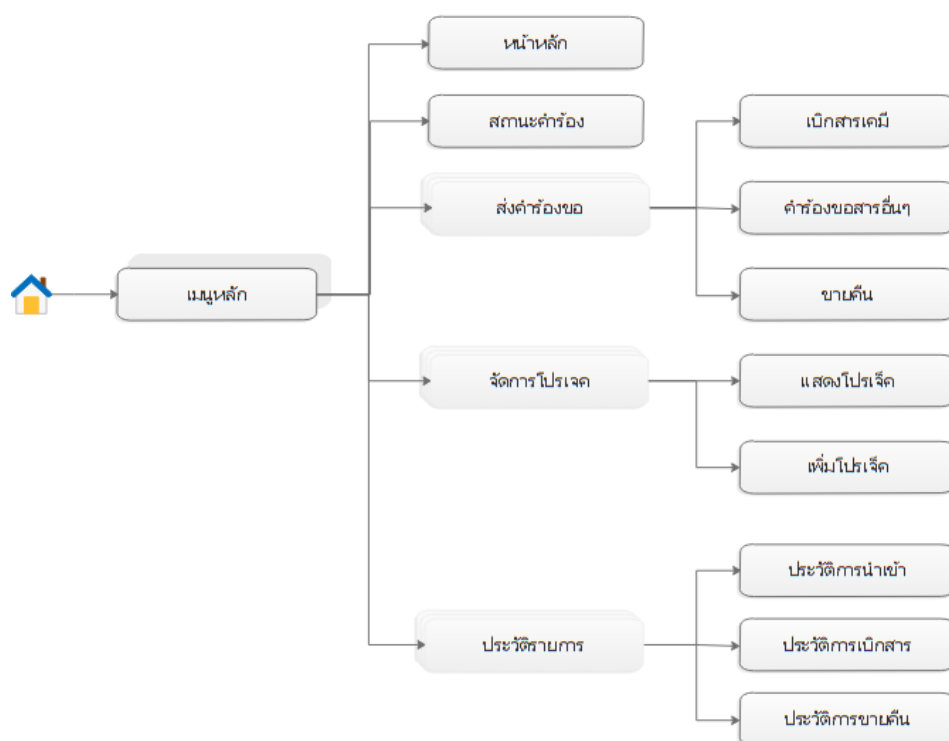 หน้าหลัก
สถานะคำร้อง
เบิกสารเคมี
ส่งคำร้องขอ
คำร้องขอสารอื่นๆ
เมนูหลัก
ขายคืน
จัดการโปรเจค
แสดงโปรเจ็ค
เพิ่มโปรเจ็ค
ประวัติการนำเข้า
ประวัติรายการ
ประวัติการเบิกสาร
ประวัติการขายคืน